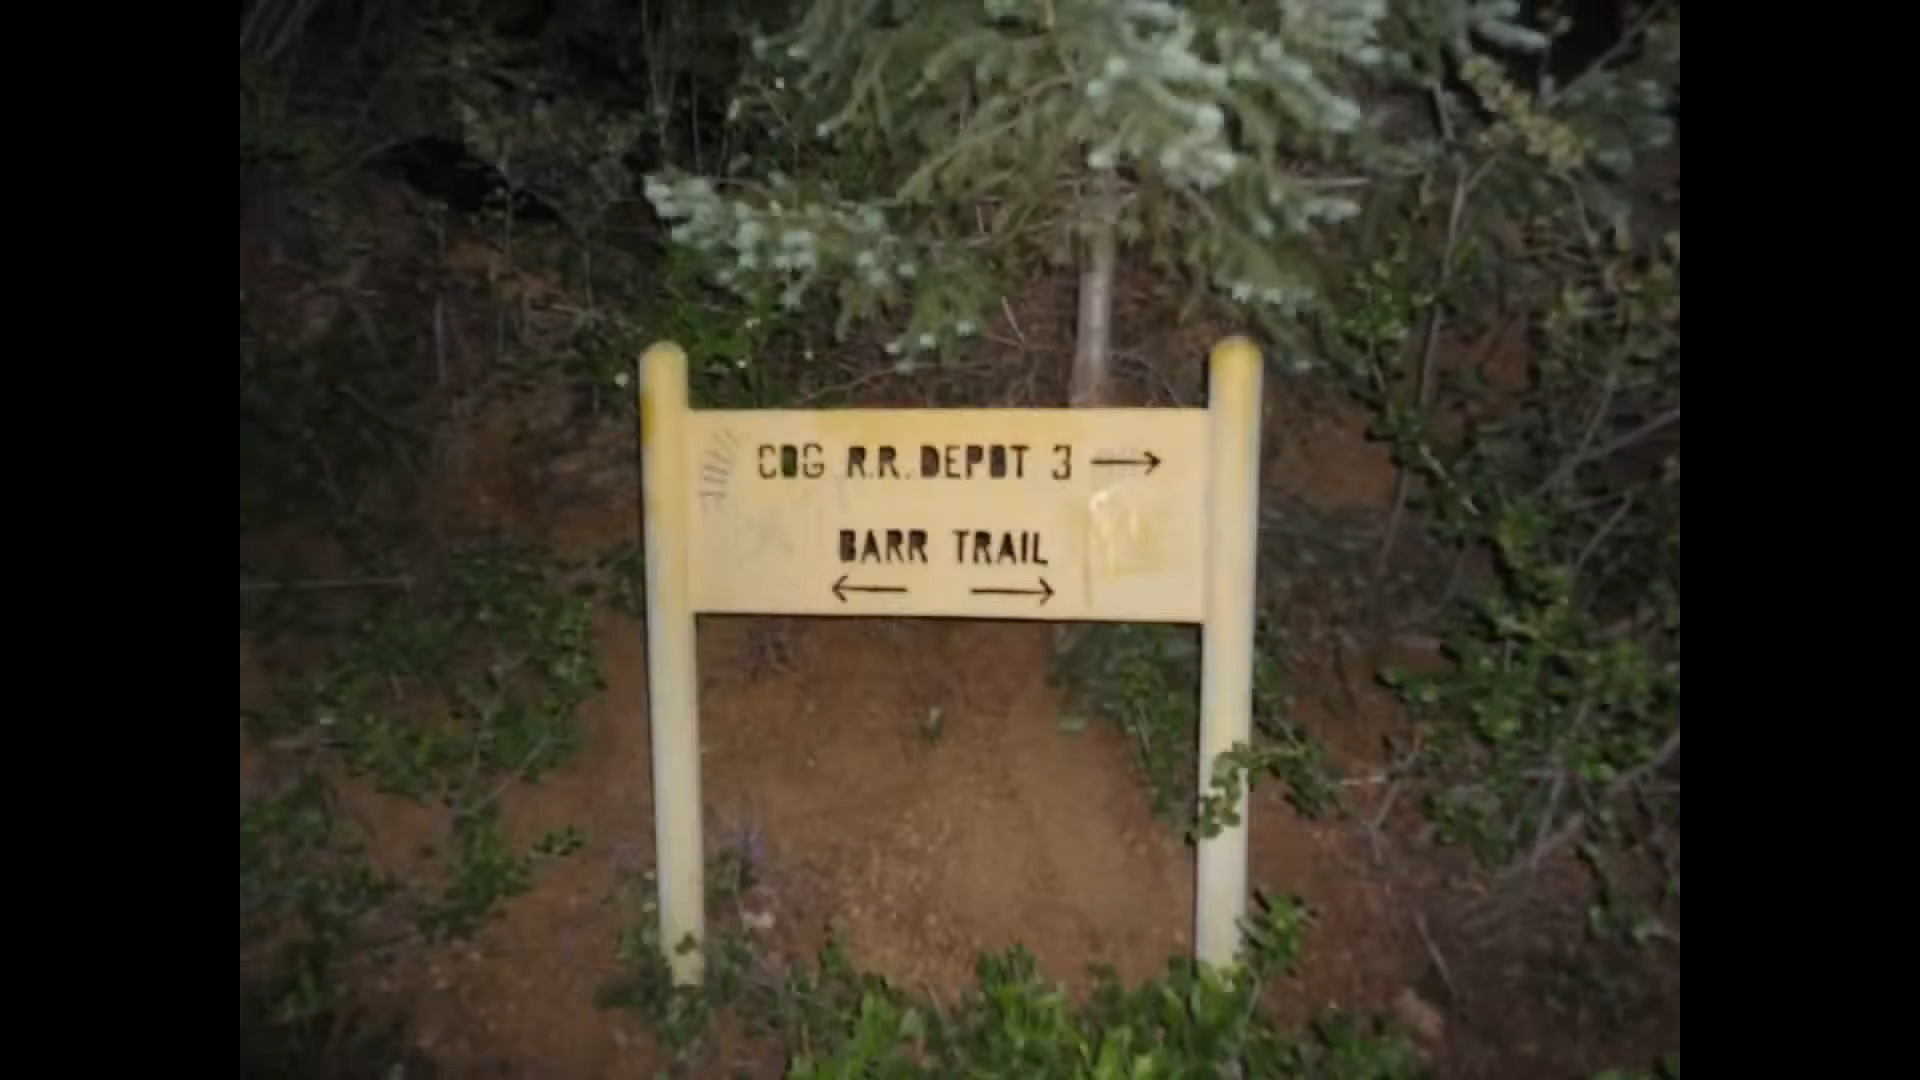 COG R.R. DEPOT 3 →
BARR TRAIL
← →